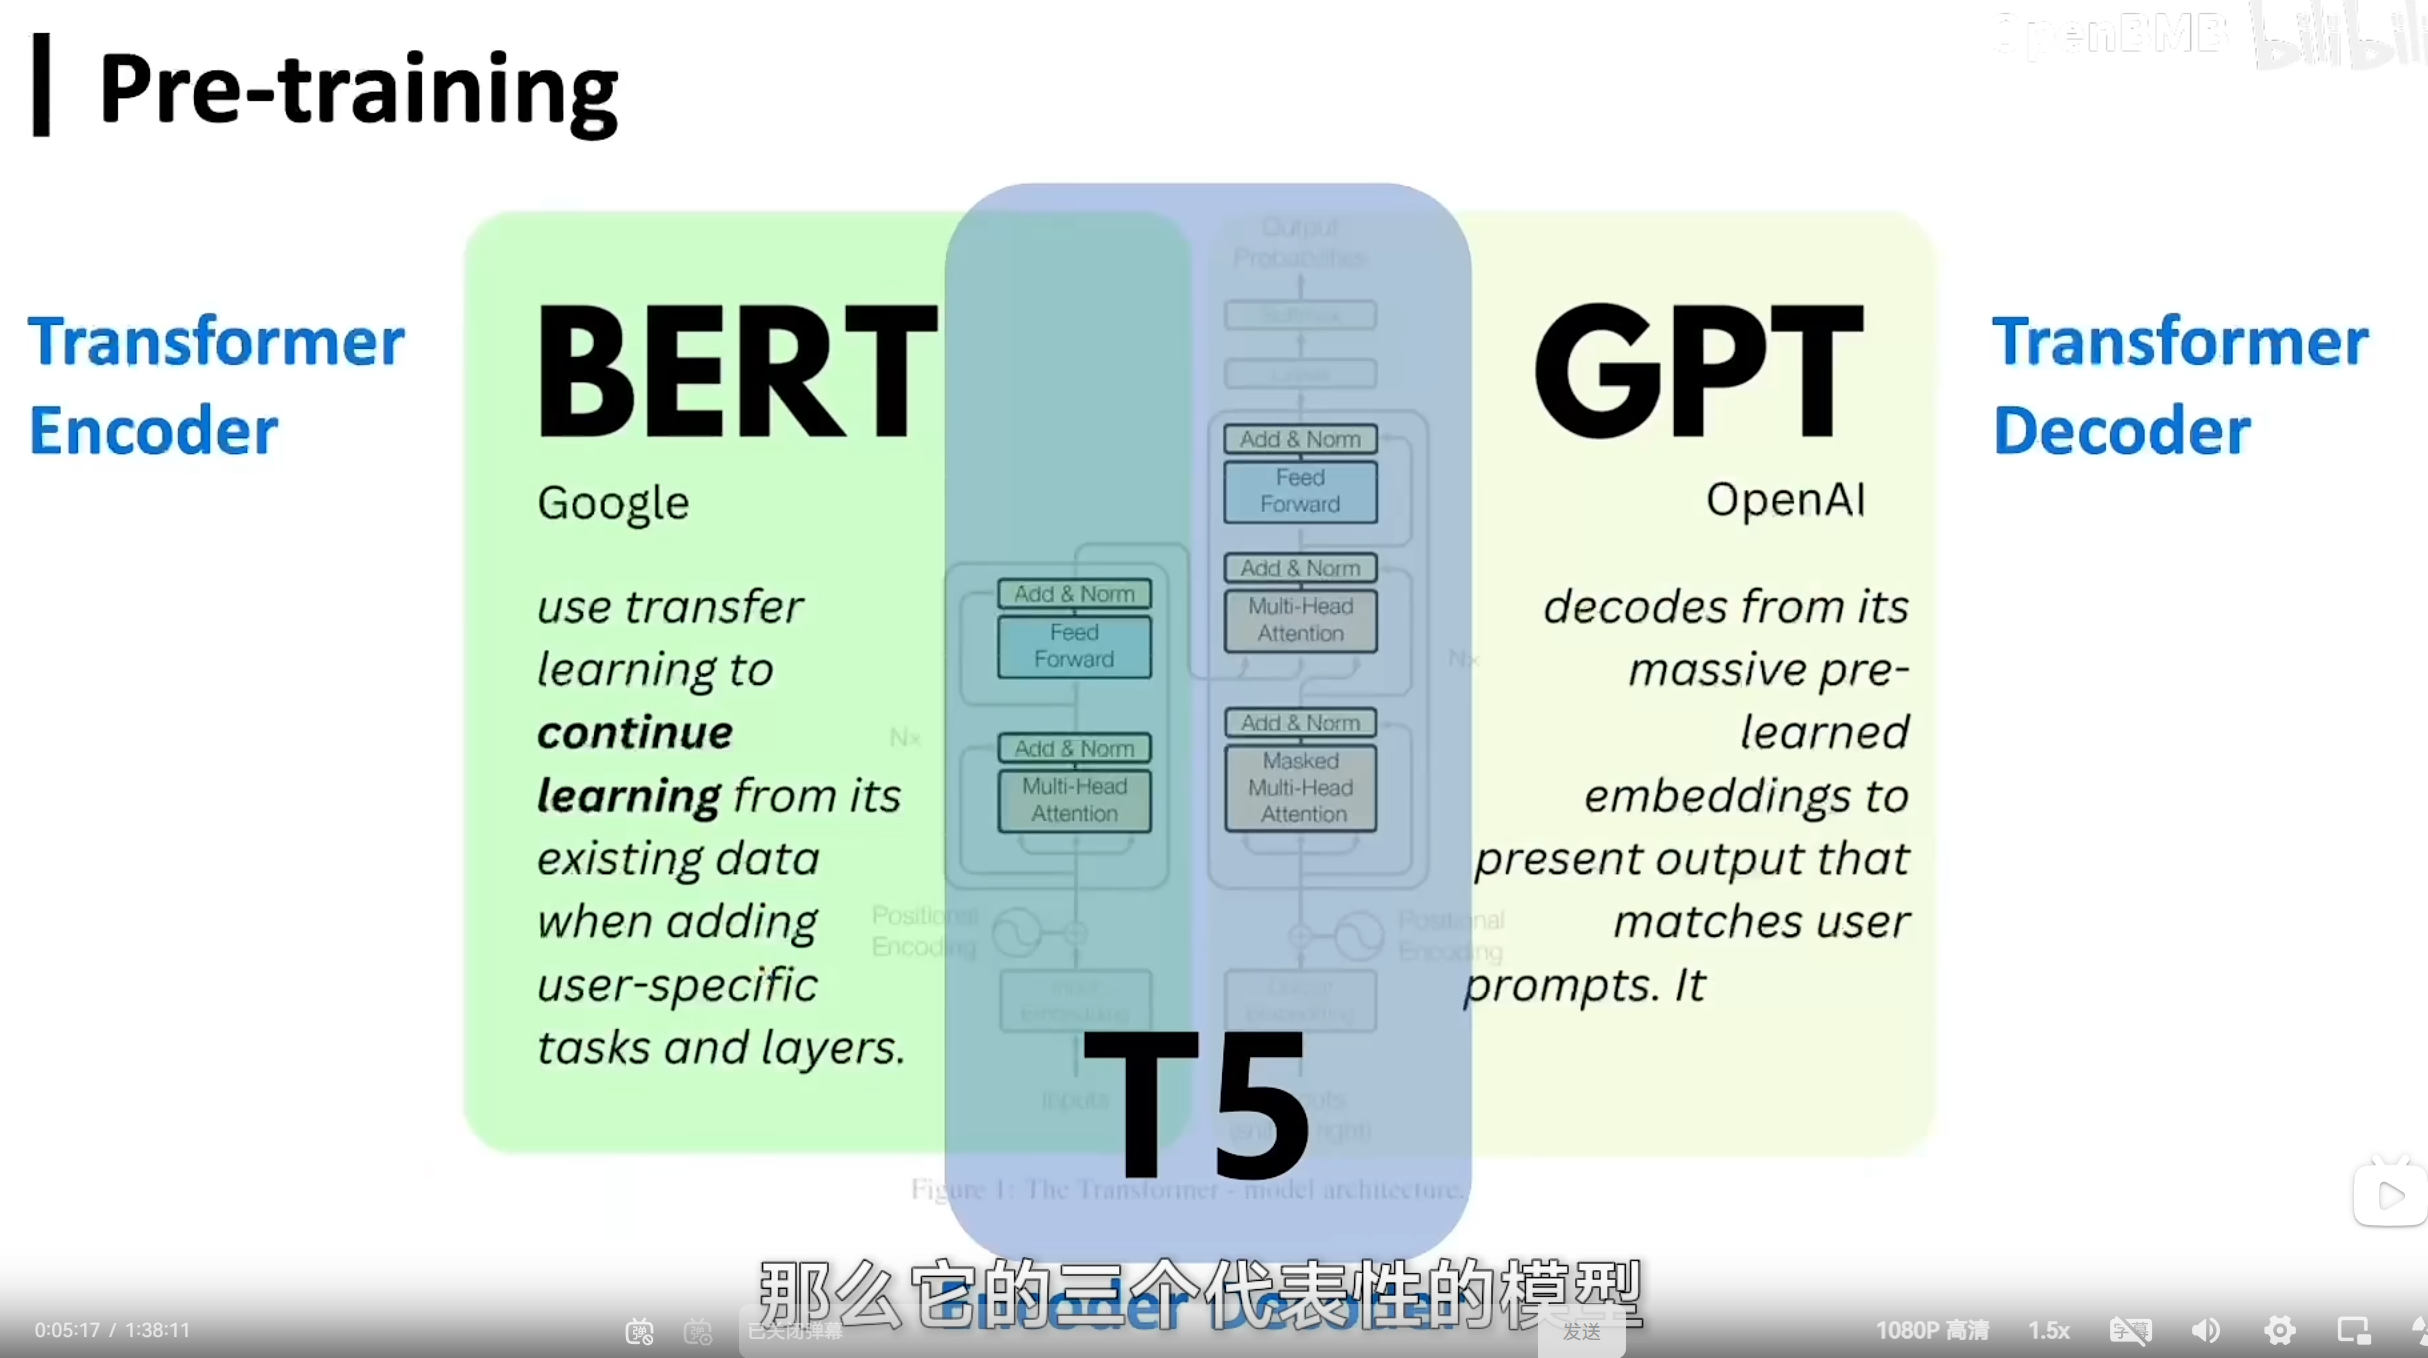 Pre-training
OpenBMB bilibili
Transformer
Encoder
BERT
Google
use transfer
learning to
continue
learning from its
existing data
when adding
user-specific
tasks and layers.
Output
Probabilities
Softmax
Linear
Add & Norm
Feed
Forward
Add & Norm
Multi-Head
Attention
Add & Norm
Masked
Multi-Head
Attention
Nx
Add & Norm
Feed
Forward
Add & Norm
Multi-Head
Attention
Nx
Positional
Encoding
Positional
Encoding
Input
Embedding
Output
Embedding
Inputs
T5
GPT
OpenAI
decodes from its
massive pre-
learned
embeddings to
present output that
matches user
prompts. It
Transformer
Decoder
Figure 1: The Transformer - model architecture.
Encoder Decoder
那么它的三个代表性的模型
0:05:17 / 1:38:11
已关闭弹幕
发送
1080P 高清
1.5x
字幕